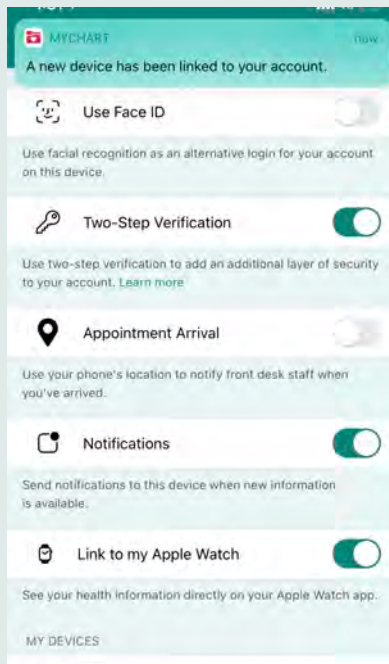 MYCHART
now
A new device has been linked to your account.
Use Face ID
Use facial recognition as an alternative login for your account
on this device.
Two-Step Verification
Use two-step verification to add an additional layer of security
to your account. Learn more
Appointment Arrival
Use your phone's location to notify front desk staff when
you've arrived.
Notifications
Send notifications to this device when new information
is available.
Link to my Apple Watch
See your health information directly on your Apple Watch app.
MY DEVICES